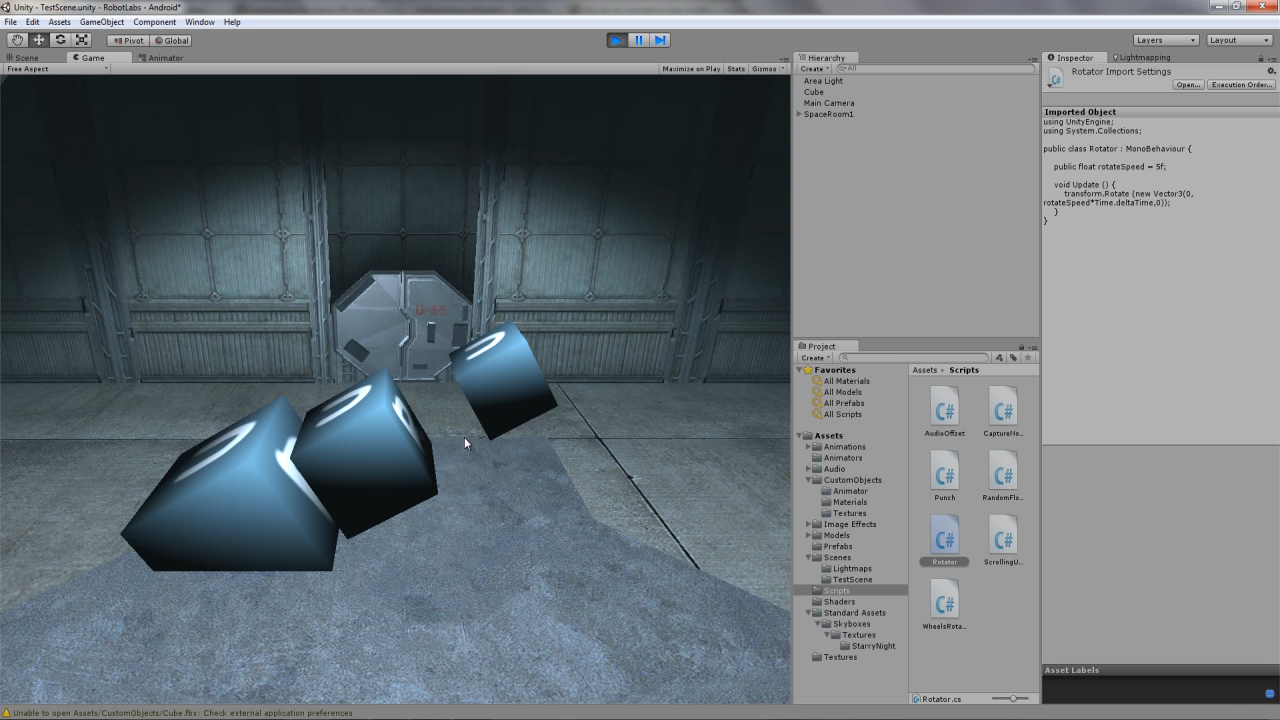 Unity - TestScene.unity - RobotLabs - Android*
File Edit Assets GameObject Component Window Help
Pivot Global Layers Layout
Scene Game Animator
Free Aspect Maximize on Play Stats Gizmos
D-56
Hierarchy
Create All
Area Light
Cube
Main Camera
SpaceRoom1
Project
Create
Favorites
All Materials
All Models
All Prefabs
All Scripts
Assets
Animations
Animators
Audio
CustomObjects
Animator
Materials
Textures
Image Effects
Models
Prefabs
Scenes
Lightmaps
TestScene
Scripts
Shaders
Standard Assets
Skyboxes
Textures
StarryNight
Textures
Assets > Scripts
C# C#
AudioOffset CaptureNo...
C# C#
Punch RandomFlo...
C# C#
Rotator ScrollingU...
C#
WheelsRota...
Rotator.cs
Inspector Lightmapping
Rotator Import Settings
C#
Open... Execution Order...
Imported Object
using UnityEngine;
using System.Collections;
public class Rotator : MonoBehaviour {
public float rotateSpeed = 5f;
void Update () {
transform.Rotate (new Vector3(0,
rotateSpeed*Time.deltaTime,0));
}
}
Asset Labels
Unable to open Assets/CustomObjects/Cube.fbx: Check external application preferences